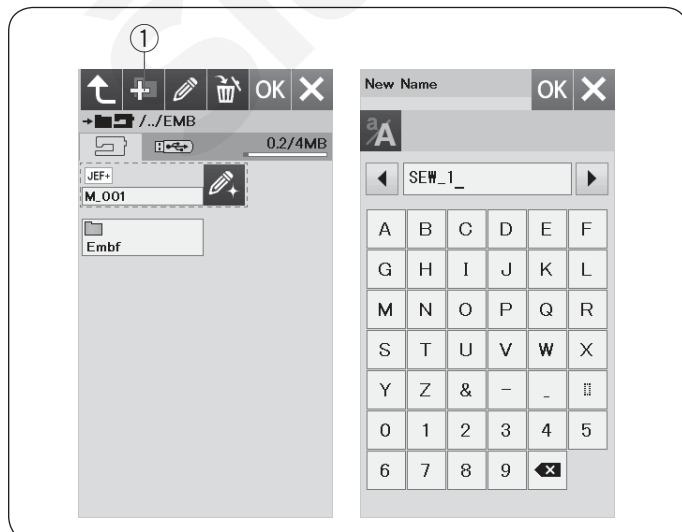 1
OK
/../EMB
0.2/4MB
JEF+
M_001
Embf
New Name OK
a/A
SEW_1_
A B C D E F
G H I J K L
M N O P Q R
S T U V W X
Y Z & - _
0 1 2 3 4 5
6 7 8 9